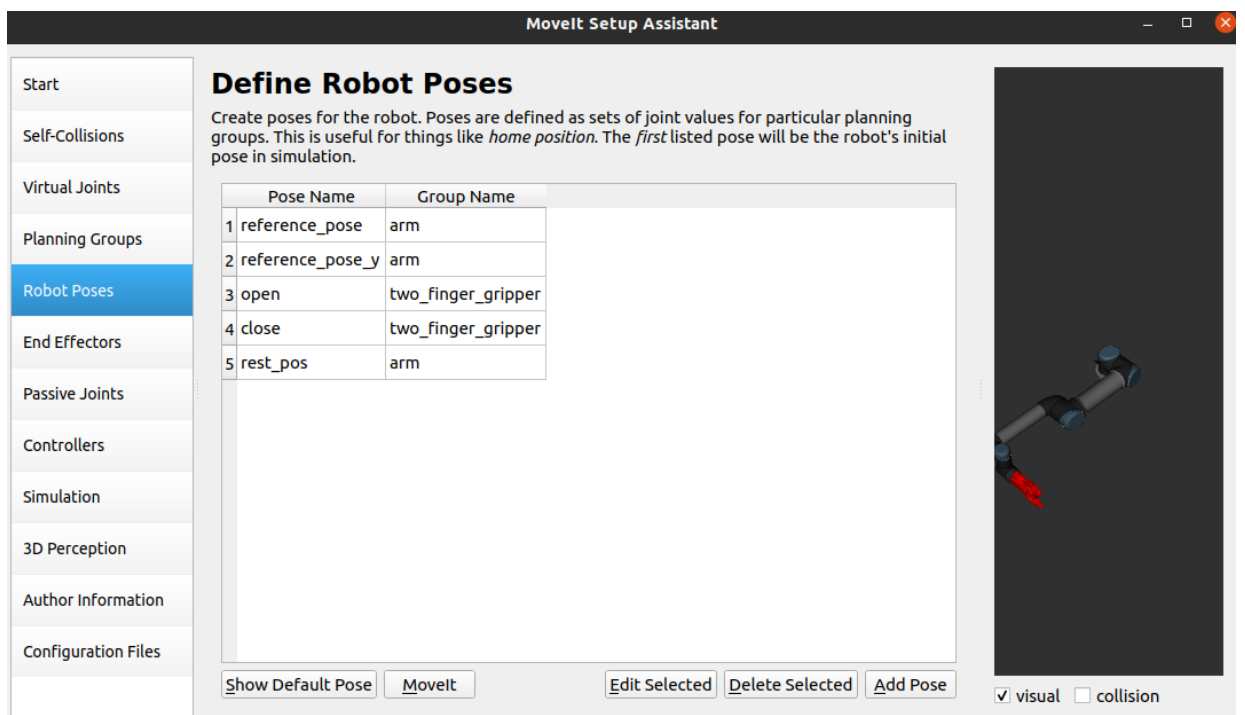 MoveIt Setup Assistant
Start
Self-Collisions
Virtual Joints
Planning Groups
Robot Poses
End Effectors
Passive Joints
Controllers
Simulation
3D Perception
Author Information
Configuration Files
Define Robot Poses
Create poses for the robot. Poses are defined as sets of joint values for particular planning
groups. This is useful for things like home position. The first listed pose will be the robot's initial
pose in simulation.
Pose Name Group Name
1 reference_pose arm
2 reference_pose_y arm
3 open two_finger_gripper
4 close two_finger_gripper
5 rest_pos arm
Show Default Pose MoveIt Edit Selected Delete Selected Add Pose
visual collision